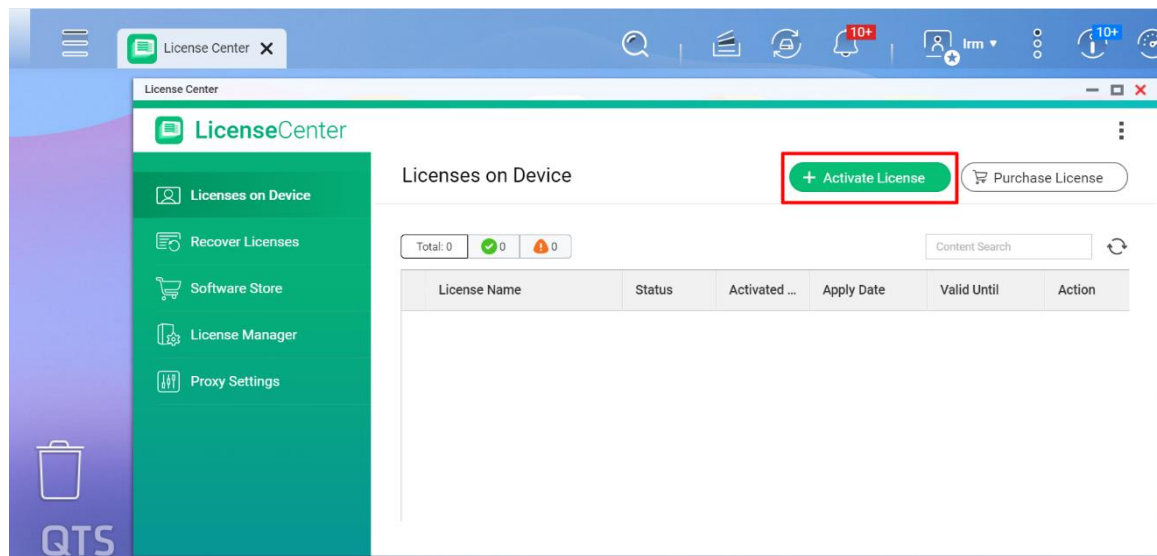 License Center
10+
lrm
10+
License Center
LicenseCenter
Licenses on Device
+ Activate License
Purchase License
Licenses on Device
Recover Licenses
Software Store
License Manager
Proxy Settings
Total: 0
0
0
Content Search
License Name
Status
Activated ...
Apply Date
Valid Until
Action
QTS